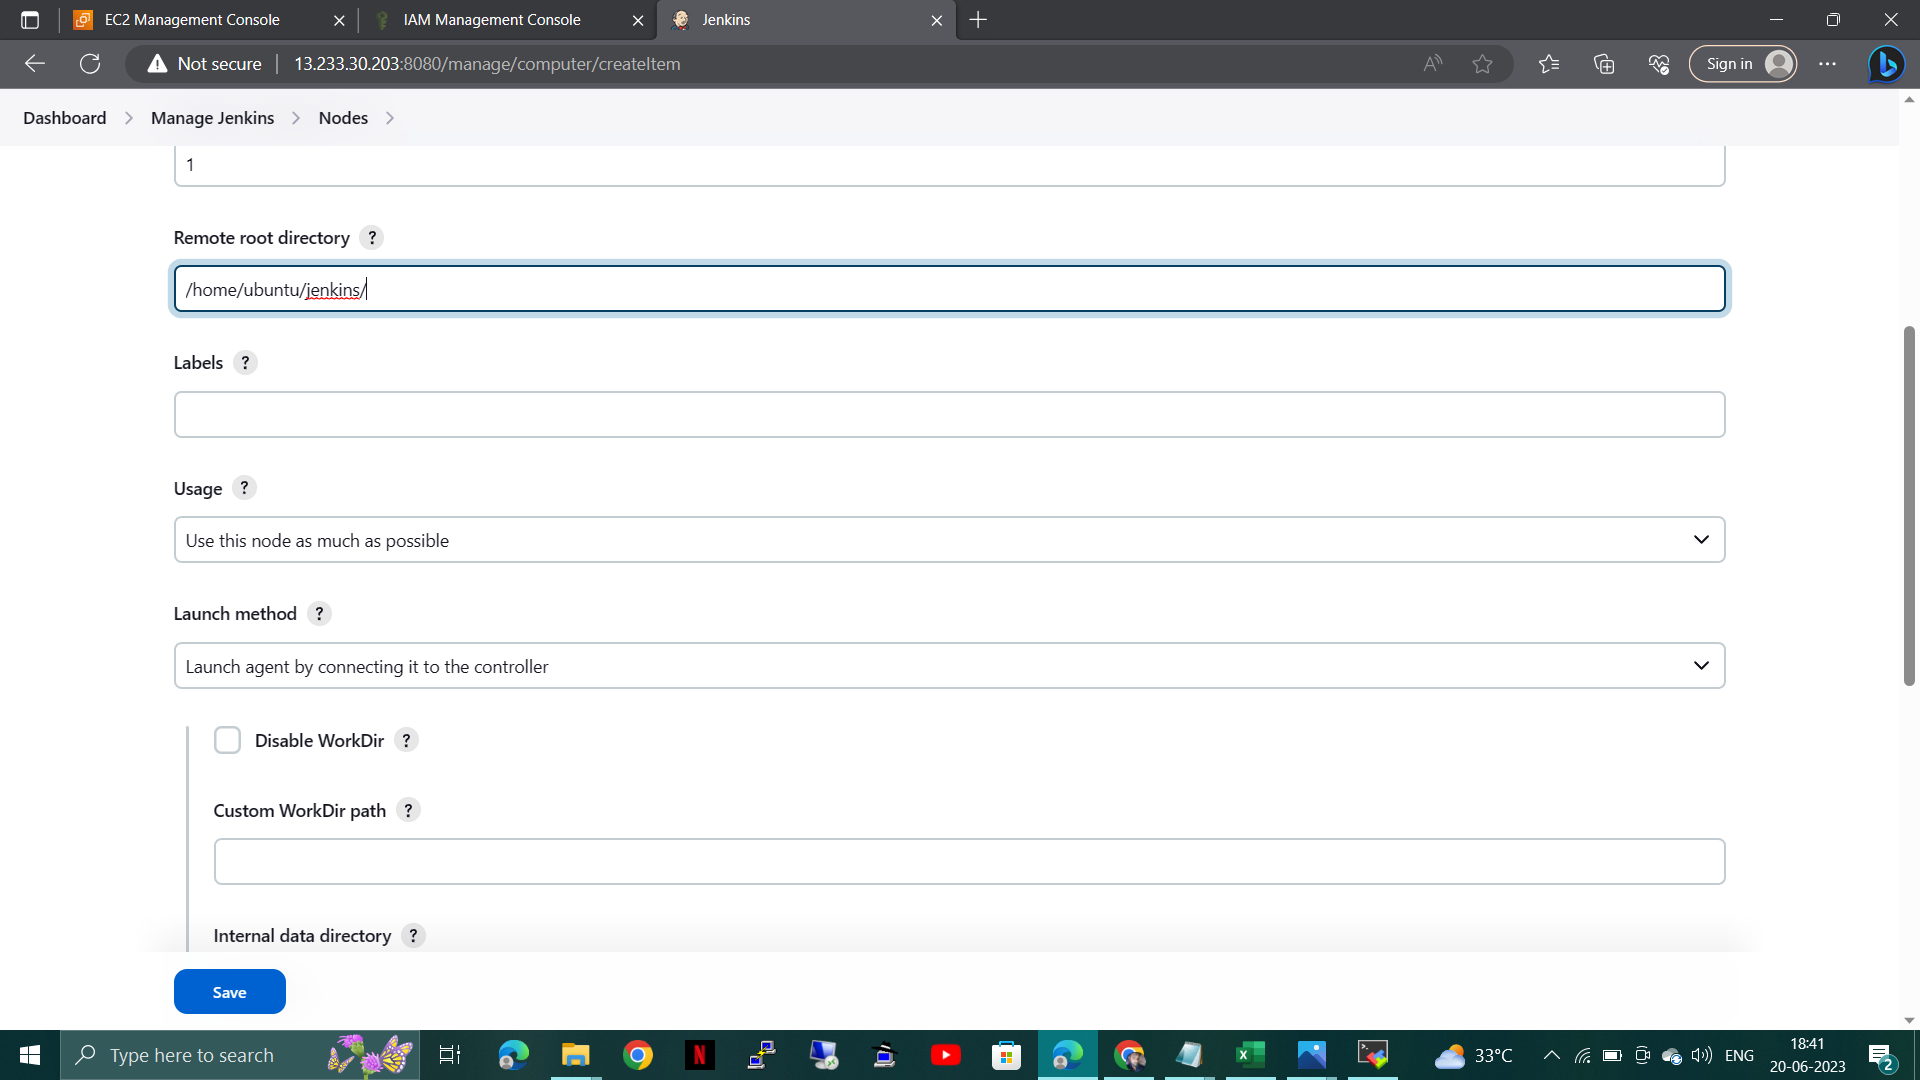 EC2 Management Console
IAM Management Console
Jenkins
Not secure
13.233.30.203:8080/manage/computer/createItem
Sign in
Dashboard
Manage Jenkins
Nodes
1
Remote root directory ?
/home/ubuntu/jenkins/
Labels ?
Usage ?
Use this node as much as possible
Launch method ?
Launch agent by connecting it to the controller
Disable WorkDir ?
Custom WorkDir path ?
Internal data directory ?
Save
Type here to search
33°C
ENG
18:41
20-06-2023
2